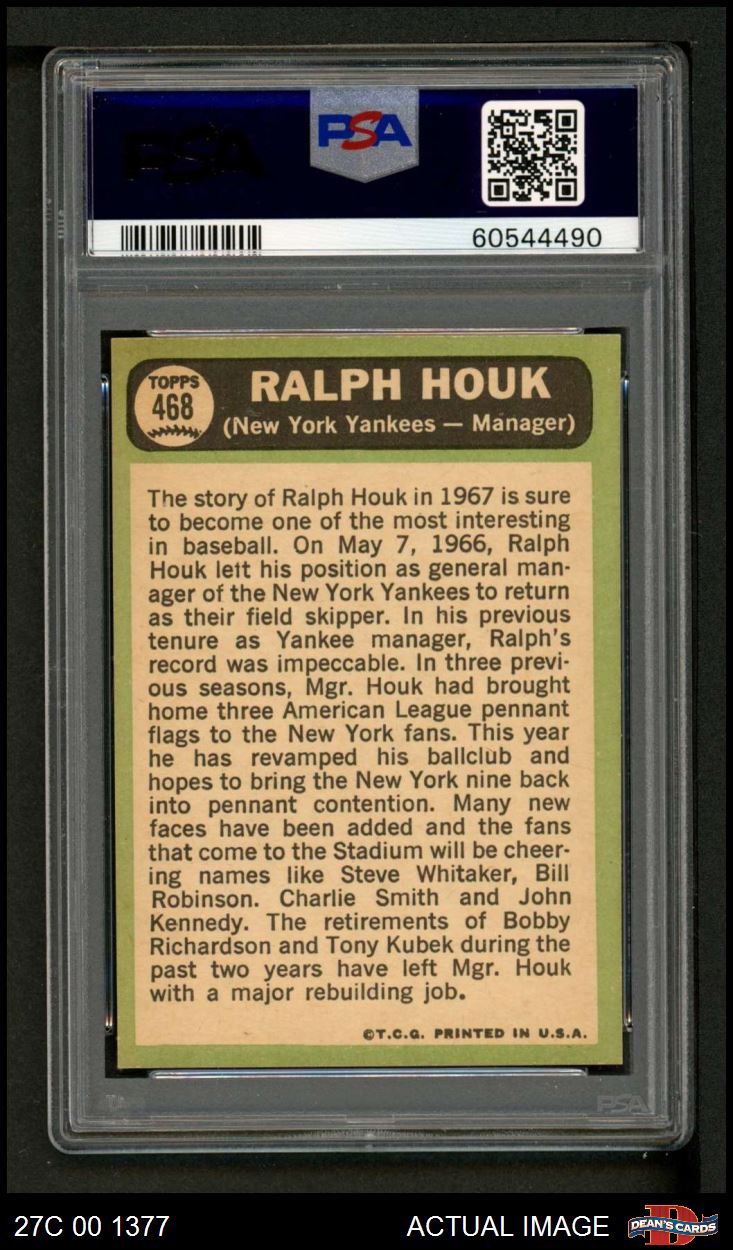 PSA
60544490
TOPPS
468
RALPH HOUK
(New York Yankees — Manager)
The story of Ralph Houk in 1967 is sure
to become one of the most interesting
in baseball. On May 7, 1966, Ralph
Houk left his position as general man-
ager of the New York Yankees to return
as their field skipper. In his previous
tenure as Yankee manager, Ralph's
record was impeccable. In three previ-
ous seasons, Mgr. Houk had brought
home three American League pennant
flags to the New York fans. This year
he has revamped his ballclub and
hopes to bring the New York nine back
into pennant contention. Many new
faces have been added and the fans
that come to the Stadium will be cheer-
ing names like Steve Whitaker, Bill
Robinson. Charlie Smith and John
Kennedy. The retirements of Bobby
Richardson and Tony Kubek during the
past two years have left Mgr. Houk
with a major rebuilding job.
©T.C.G. PRINTED IN U.S.A.
PSA
27C 00 1377
ACTUAL IMAGE
DEAN'S CARDS